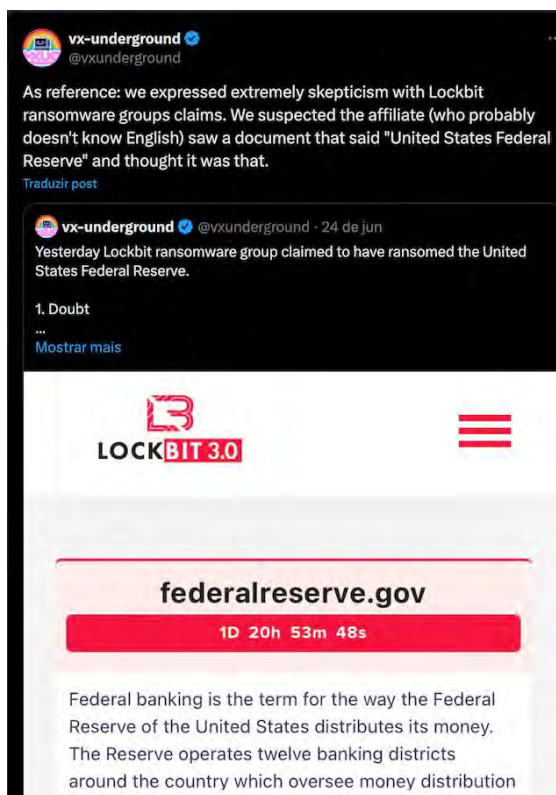 vx-underground
@vxunderground
As reference: we expressed extremely skepticism with Lockbit
ransomware groups claims. We suspected the affiliate (who probably
doesn't know English) saw a document that said "United States Federal
Reserve" and thought it was that.
Traduzir post
vx-underground @vxunderground · 24 de jun
Yesterday Lockbit ransomware group claimed to have ransomed the United
States Federal Reserve.
1. Doubt
...
Mostrar mais
LOCKBIT 3.0
federalreserve.gov
1D 20h 53m 48s
Federal banking is the term for the way the Federal
Reserve of the United States distributes its money.
The Reserve operates twelve banking districts
around the country which oversee money distribution